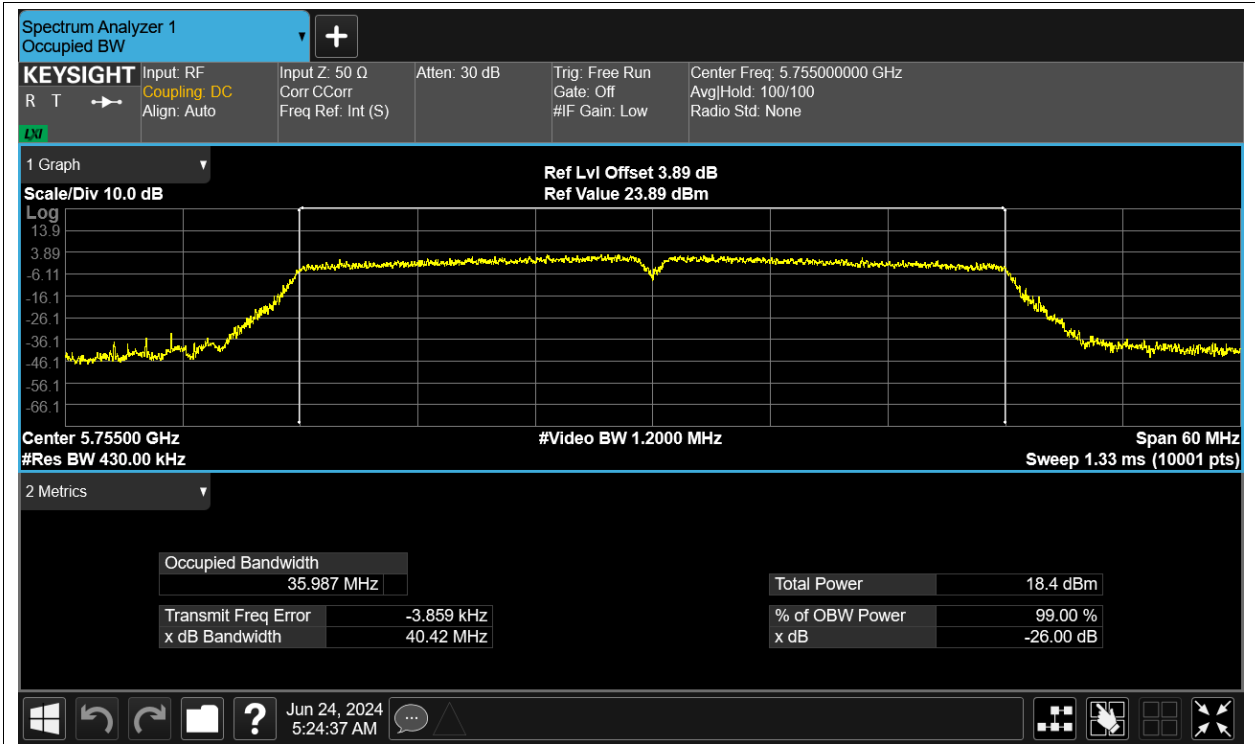 Spectrum Analyzer 1
Occupied BW
KEYSIGHT
R T
LXI
Input: RF
Coupling: DC
Align: Auto
Input Z: 50 Ω
Corr CCorr
Freq Ref: Int (S)
Atten: 30 dB
Trig: Free Run
Gate: Off
#IF Gain: Low
Center Freq: 5.755000000 GHz
Avg|Hold: 100/100
Radio Std: None
1 Graph
Scale/Div 10.0 dB
Ref Lvl Offset 3.89 dB
Ref Value 23.89 dBm
Log
13.9
3.89
-6.11
-16.1
-26.1
-36.1
-46.1
-56.1
-66.1
Center 5.75500 GHz
#Video BW 1.2000 MHz
Span 60 MHz
#Res BW 430.00 kHz
Sweep 1.33 ms (10001 pts)
2 Metrics
Occupied Bandwidth
35.987 MHz
Total Power 18.4 dBm
Transmit Freq Error -3.859 kHz
% of OBW Power 99.00 %
x dB Bandwidth 40.42 MHz
x dB -26.00 dB
?
Jun 24, 2024
5:24:37 AM